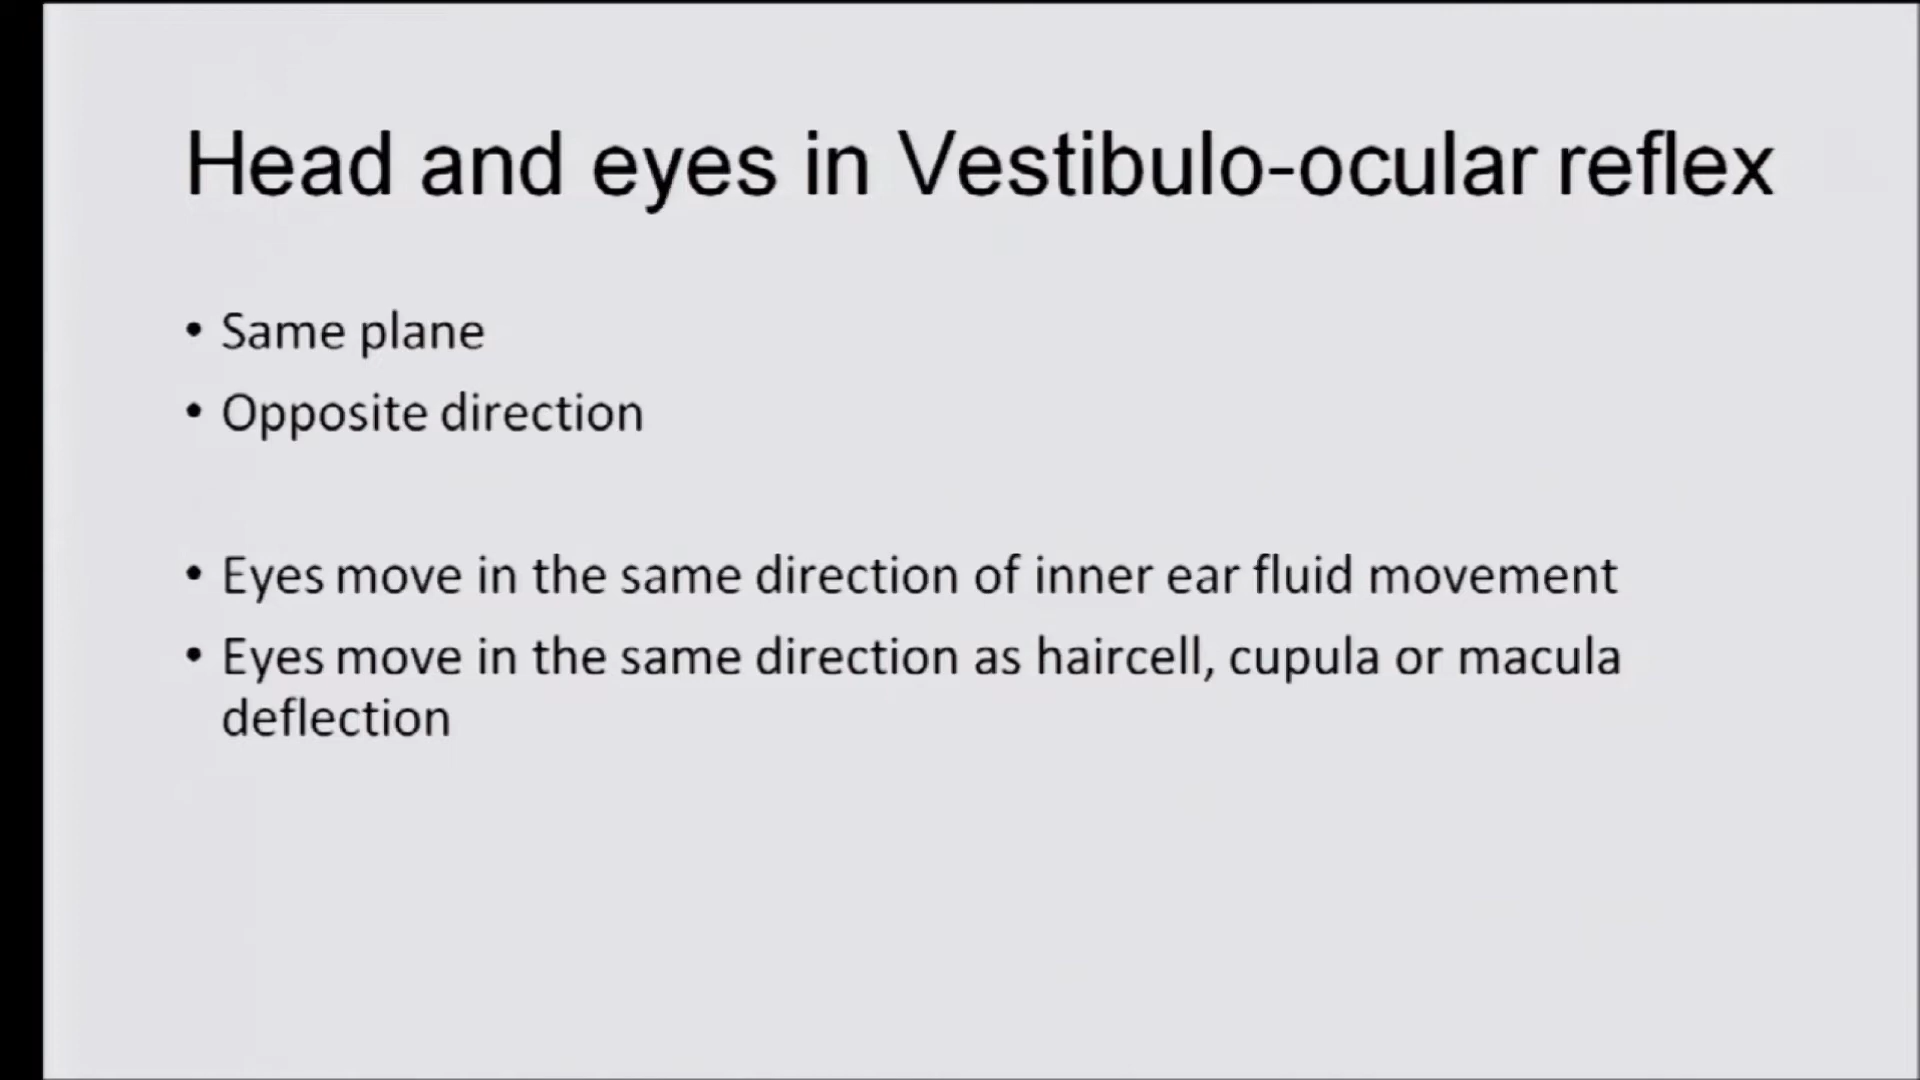 Head and eyes in Vestibulo-ocular reflex
• Same plane
• Opposite direction
• Eyes move in the same direction of inner ear fluid movement
• Eyes move in the same direction as haircell, cupula or macula
deflection